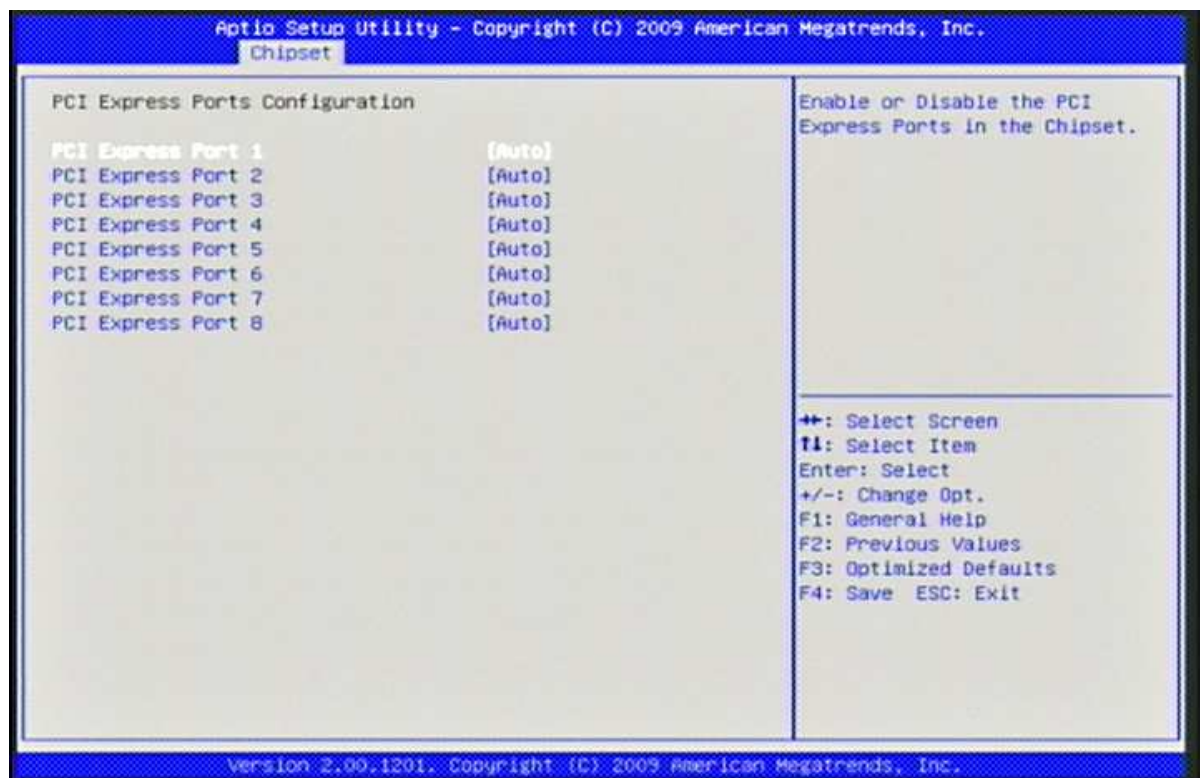 Aptio Setup Utility - Copyright (C) 2009 American Megatrends, Inc.
Chipset
PCI Express Ports Configuration
PCI Express Port 1 [Auto]
PCI Express Port 2 [Auto]
PCI Express Port 3 [Auto]
PCI Express Port 4 [Auto]
PCI Express Port 5 [Auto]
PCI Express Port 6 [Auto]
PCI Express Port 7 [Auto]
PCI Express Port 8 [Auto]
Enable or Disable the PCI
Express Ports in the Chipset.
→←: Select Screen
↑↓: Select Item
Enter: Select
+/-: Change Opt.
F1: General Help
F2: Previous Values
F3: Optimized Defaults
F4: Save ESC: Exit
Version 2.00.1201. Copyright (C) 2009 American Megatrends, Inc.